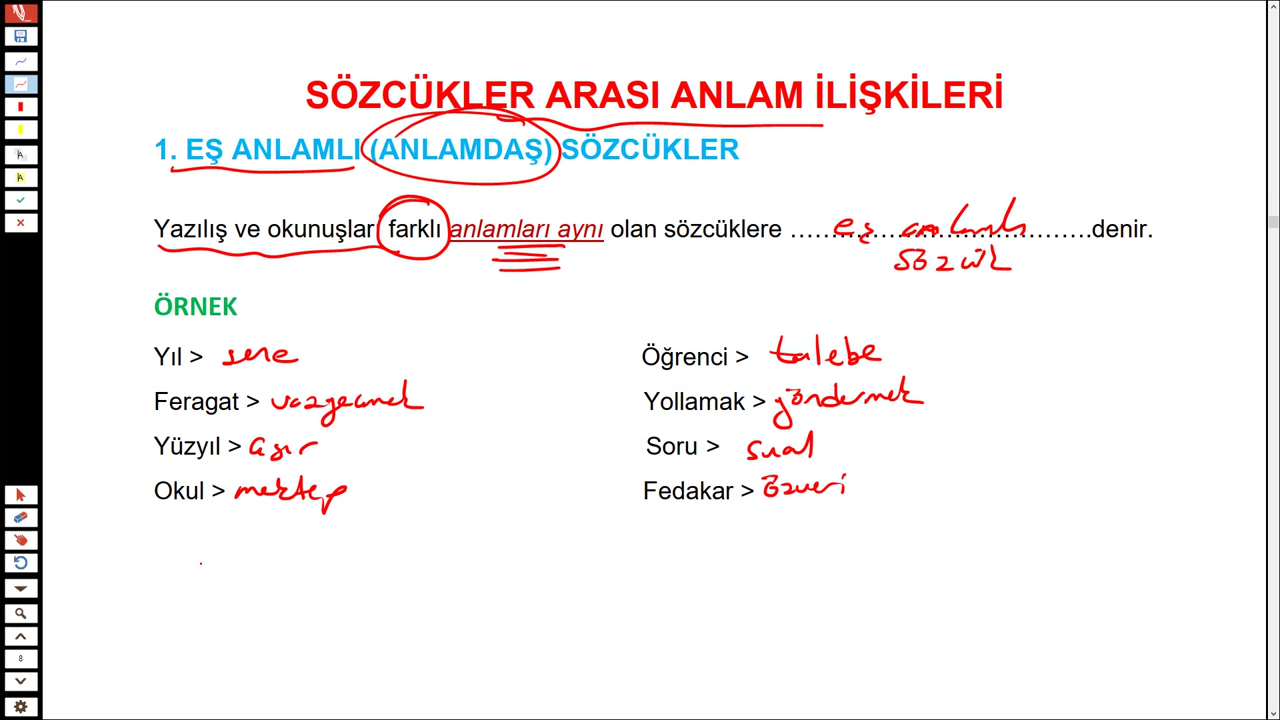 SÖZCÜKLER ARASI ANLAM İLİŞKİLERİ
1. EŞ ANLAMLI (ANLAMDAŞ) SÖZCÜKLER
Yazılış ve okunuşlar farklı anlamları aynı olan sözcüklere ……eş anlamlı……..denir.
sözcük
ÖRNEK
Yıl > sene
Öğrenci > talebe
Feragat > vazgeçmek
Yollamak > göndermek
Yüzyıl > asır
Soru > sual
Okul > mektep
Fedakar > özveri
8